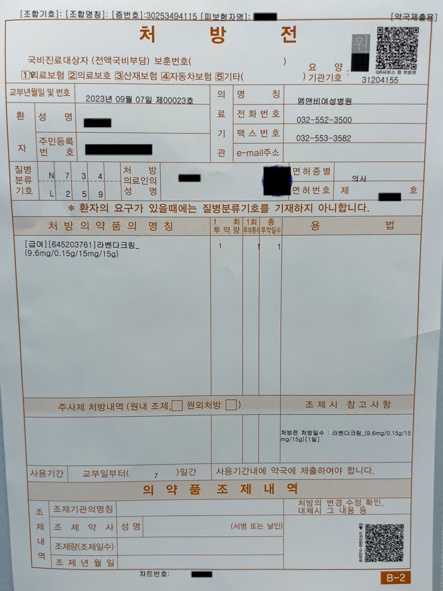 [조합기호: ] [조합명칭: ] [증번호:30253494115 [피보험자명:
[약국제출용]
처 방 전
국비진료대상자 (전액국비부담) 보훈번호( )
QR서비스 앱 처방전
①의료보험 ②의료보호 ③산재보험 ④자동차보험 ⑤기타( )
요 양
기관기호 : 31204155
교부년월일 및 번호 2023년 09월 07일 제00023호
의 료 기 관
명 칭 엠앤비여성병원
환 자
성 명
전 화 번 호 032-552-3500
주민등록 번 호
팩 스 번 호 032-553-3582
e-mail주소
질병 분류 기호
N 7 3 4
L 2 5 9
처 방 의료인의 성 명
면 허 종 별 의사
면 허 번 호 제 호
* 환자의 요구가 있을때에는 질병분류기호를 기재하지 아니합니다.
처 방 의 약 품 의 명 칭
1 회 투 약 량
1회 투여횟수
총 투약일수
용 법
[급여][645203761]라벤다크림_ 1 1 1
(9.6mg/0.15g/15mg/15g)
주사제 처방내역 (원내 조제, 원외처방 )
조 제 시 참 고 사 항
처방전 처방일수 : 라벤다크림_(9.6mg/0.15g/15
mg/15g)[1일]
사용기간 교부일부터( 7 )일간 사용기간내에 약국에 제출하여야 합니다.
의 약 품 조 제 내 역
조 제 내 역
조제기관의명칭
처방의 변경,수정,확인,
대체시 그 내용 등
조 제 약 사 성 명 (서명 또는 날인)
조제량(조제일수)
조 제 년 월 일
챠트번호:
B-2